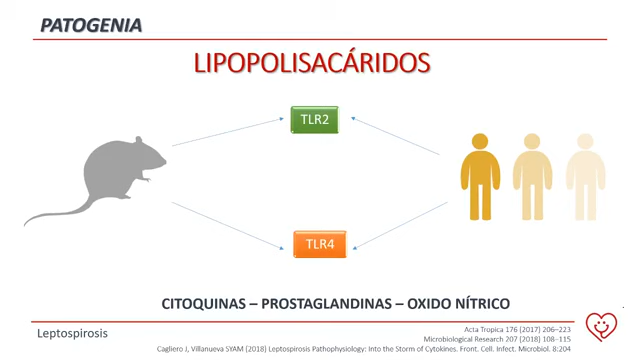 PATOGENIA
LIPOPOLISACÁRIDOS
TLR2
TLR4
CITOQUINAS – PROSTAGLANDINAS – OXIDO NÍTRICO
Leptospirosis
Acta Tropica 176 (2017) 206–223
Microbiological Research 207 (2018) 108–115
Cagliero J, Villanueva SYAM (2018) Leptospirosis Pathophysiology: Into the Storm of Cytokines. Front. Cell. Infect. Microbiol. 8:204